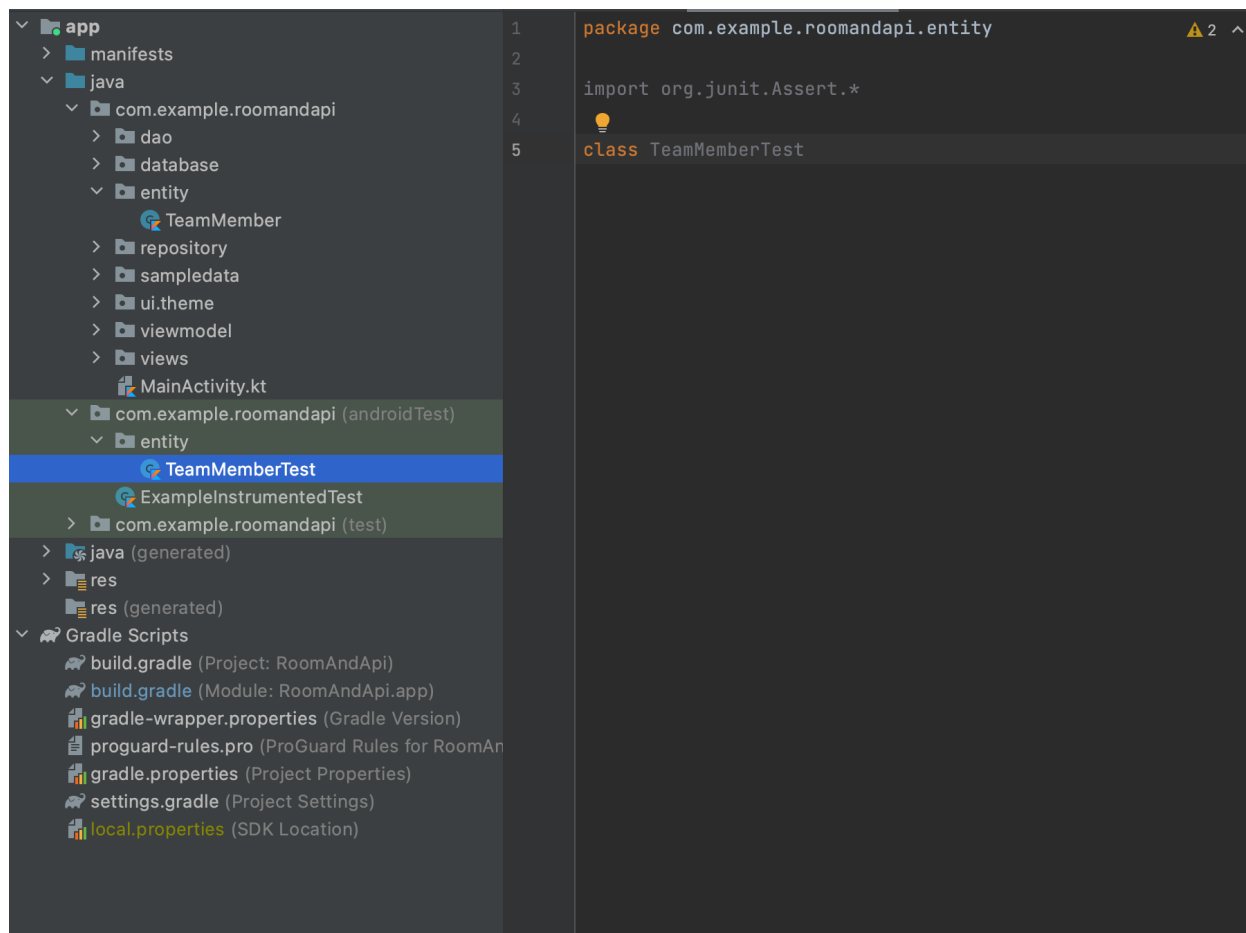 app
manifests
java
com.example.roomandapi
dao
database
entity
TeamMember
repository
sampledata
ui.theme
viewmodel
views
MainActivity.kt
com.example.roomandapi (androidTest)
entity
TeamMemberTest
ExampleInstrumentedTest
com.example.roomandapi (test)
java (generated)
res
res (generated)
Gradle Scripts
build.gradle (Project: RoomAndApi)
build.gradle (Module: RoomAndApi.app)
gradle-wrapper.properties (Gradle Version)
proguard-rules.pro (ProGuard Rules for RoomAn
gradle.properties (Project Properties)
settings.gradle (Project Settings)
local.properties (SDK Location)
1 package com.example.roomandapi.entity
2
3 import org.junit.Assert.*
4
5 class TeamMemberTest
2